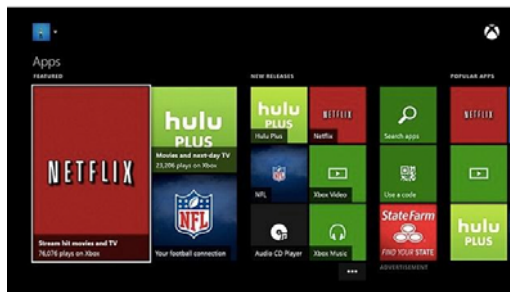 Apps
FEATURED
NETFLIX
Stream hit movies and TV
76,076 plays on Xbox
hulu
PLUS
Movies and next-day TV
23,206 plays on Xbox
NFL
Your football connection
NEW RELEASES
hulu
PLUS
Hulu Plus
NETFLIX
Netflix
NFL
NFL
Xbox Video
Audio CD Player
Xbox Music
Search apps
Use a code
State Farm
FIND YOUR STATE
ADVERTISEMENT
...
POPULAR APPS
NETFLIX
hulu
PLUS